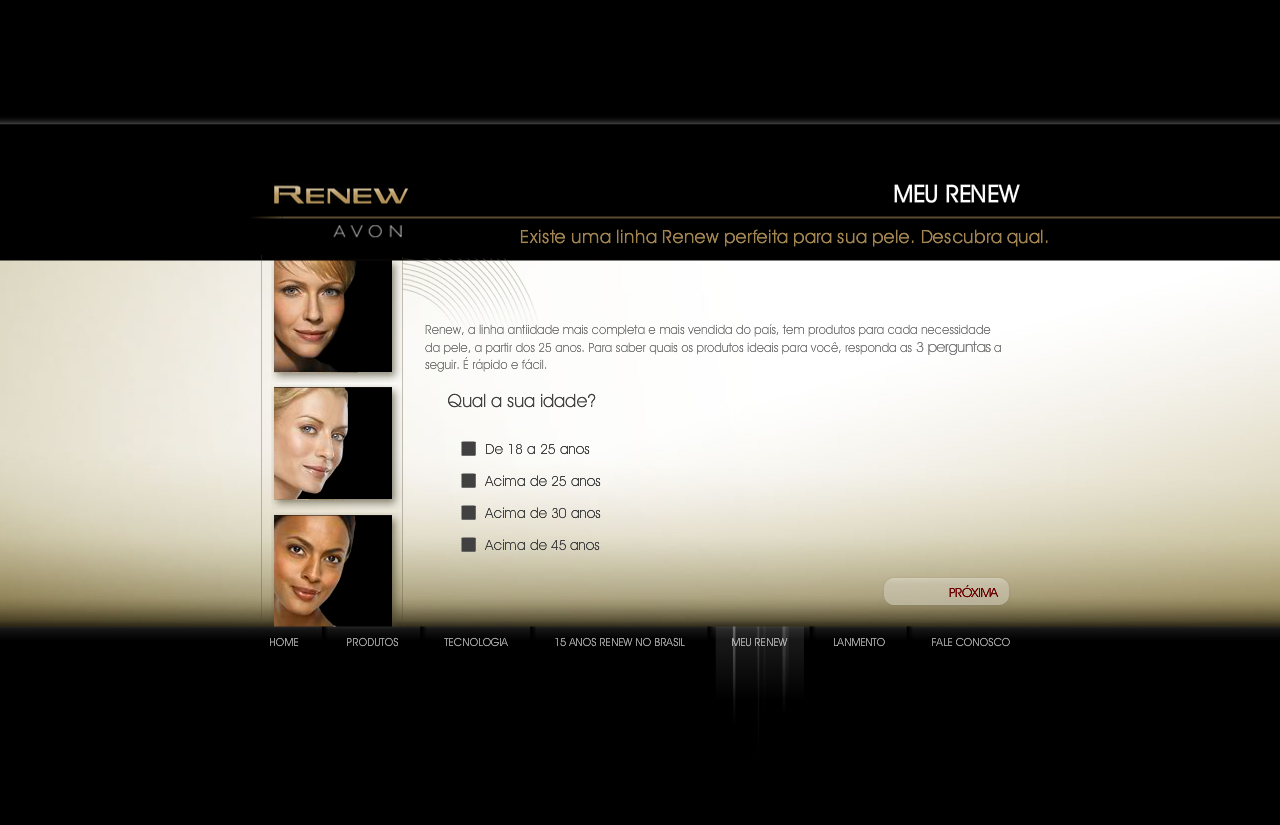 RENEW
MEU RENEW
AVON
Existe uma linha Renew perfeita para sua pele. Descubra qual.
Renew, a linha antiidade mais completa e mais vendida do país, tem produtos para cada necessidade
da pele, a partir dos 25 anos. Para saber quais os produtos ideais para você, responda as 3 perguntas a
seguir. É rápido e fácil.
Qual a sua idade?
De 18 a 25 anos
Acima de 25 anos
Acima de 30 anos
Acima de 45 anos
PRÓXIMA
HOME PRODUTOS TECNOLOGIA 15 ANOS RENEW NO BRASIL MEU RENEW LANMENTO FALE CONOSCO